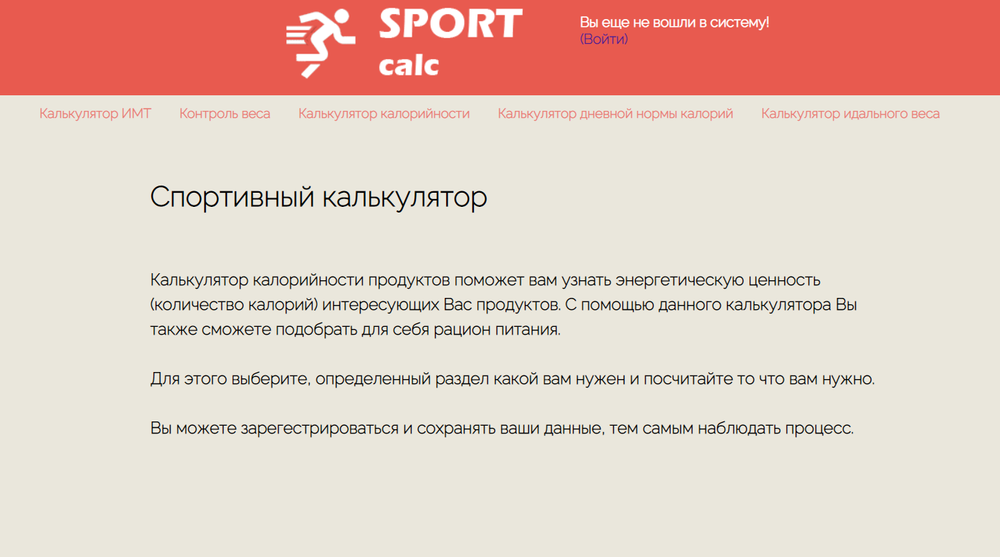 SPORT
calc
Вы еще не вошли в систему!
(Войти)
Калькулятор ИМТ Контроль веса Калькулятор калорийности Калькулятор дневной нормы калорий Калькулятор идального веса
Спортивный калькулятор
Калькулятор калорийности продуктов поможет вам узнать энергетическую ценность
(количество калорий) интересующих Вас продуктов. С помощью данного калькулятора Вы
также сможете подобрать для себя рацион питания.
Для этого выберите, определенный раздел какой вам нужен и посчитайте то что вам нужно.
Вы можете зарегестрироваться и сохранять ваши данные, тем самым наблюдать процесс.